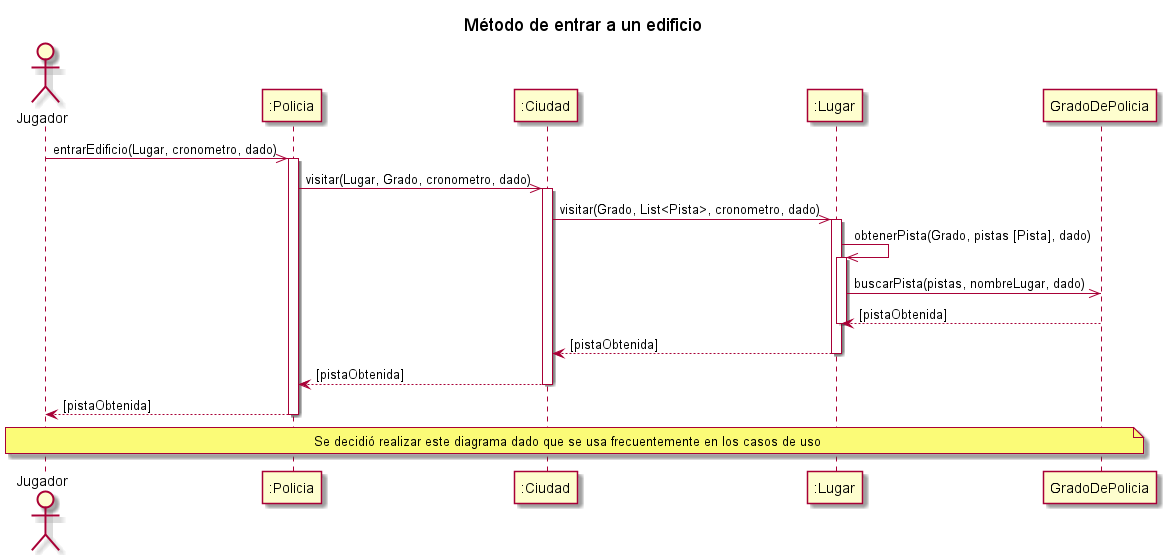 Método de entrar a un edificio
Jugador
:Policia
:Ciudad
:Lugar
GradoDePolicia
entrarEdificio(Lugar, cronometro, dado)
visitar(Lugar, Grado, cronometro, dado)
visitar(Grado, List<Pista>, cronometro, dado)
obtenerPista(Grado, pistas [Pista], dado)
buscarPista(pistas, nombreLugar, dado)
[pistaObtenida]
[pistaObtenida]
[pistaObtenida]
[pistaObtenida]
Se decidió realizar este diagrama dado que se usa frecuentemente en los casos de uso
Jugador
:Policia
:Ciudad
:Lugar
GradoDePolicia